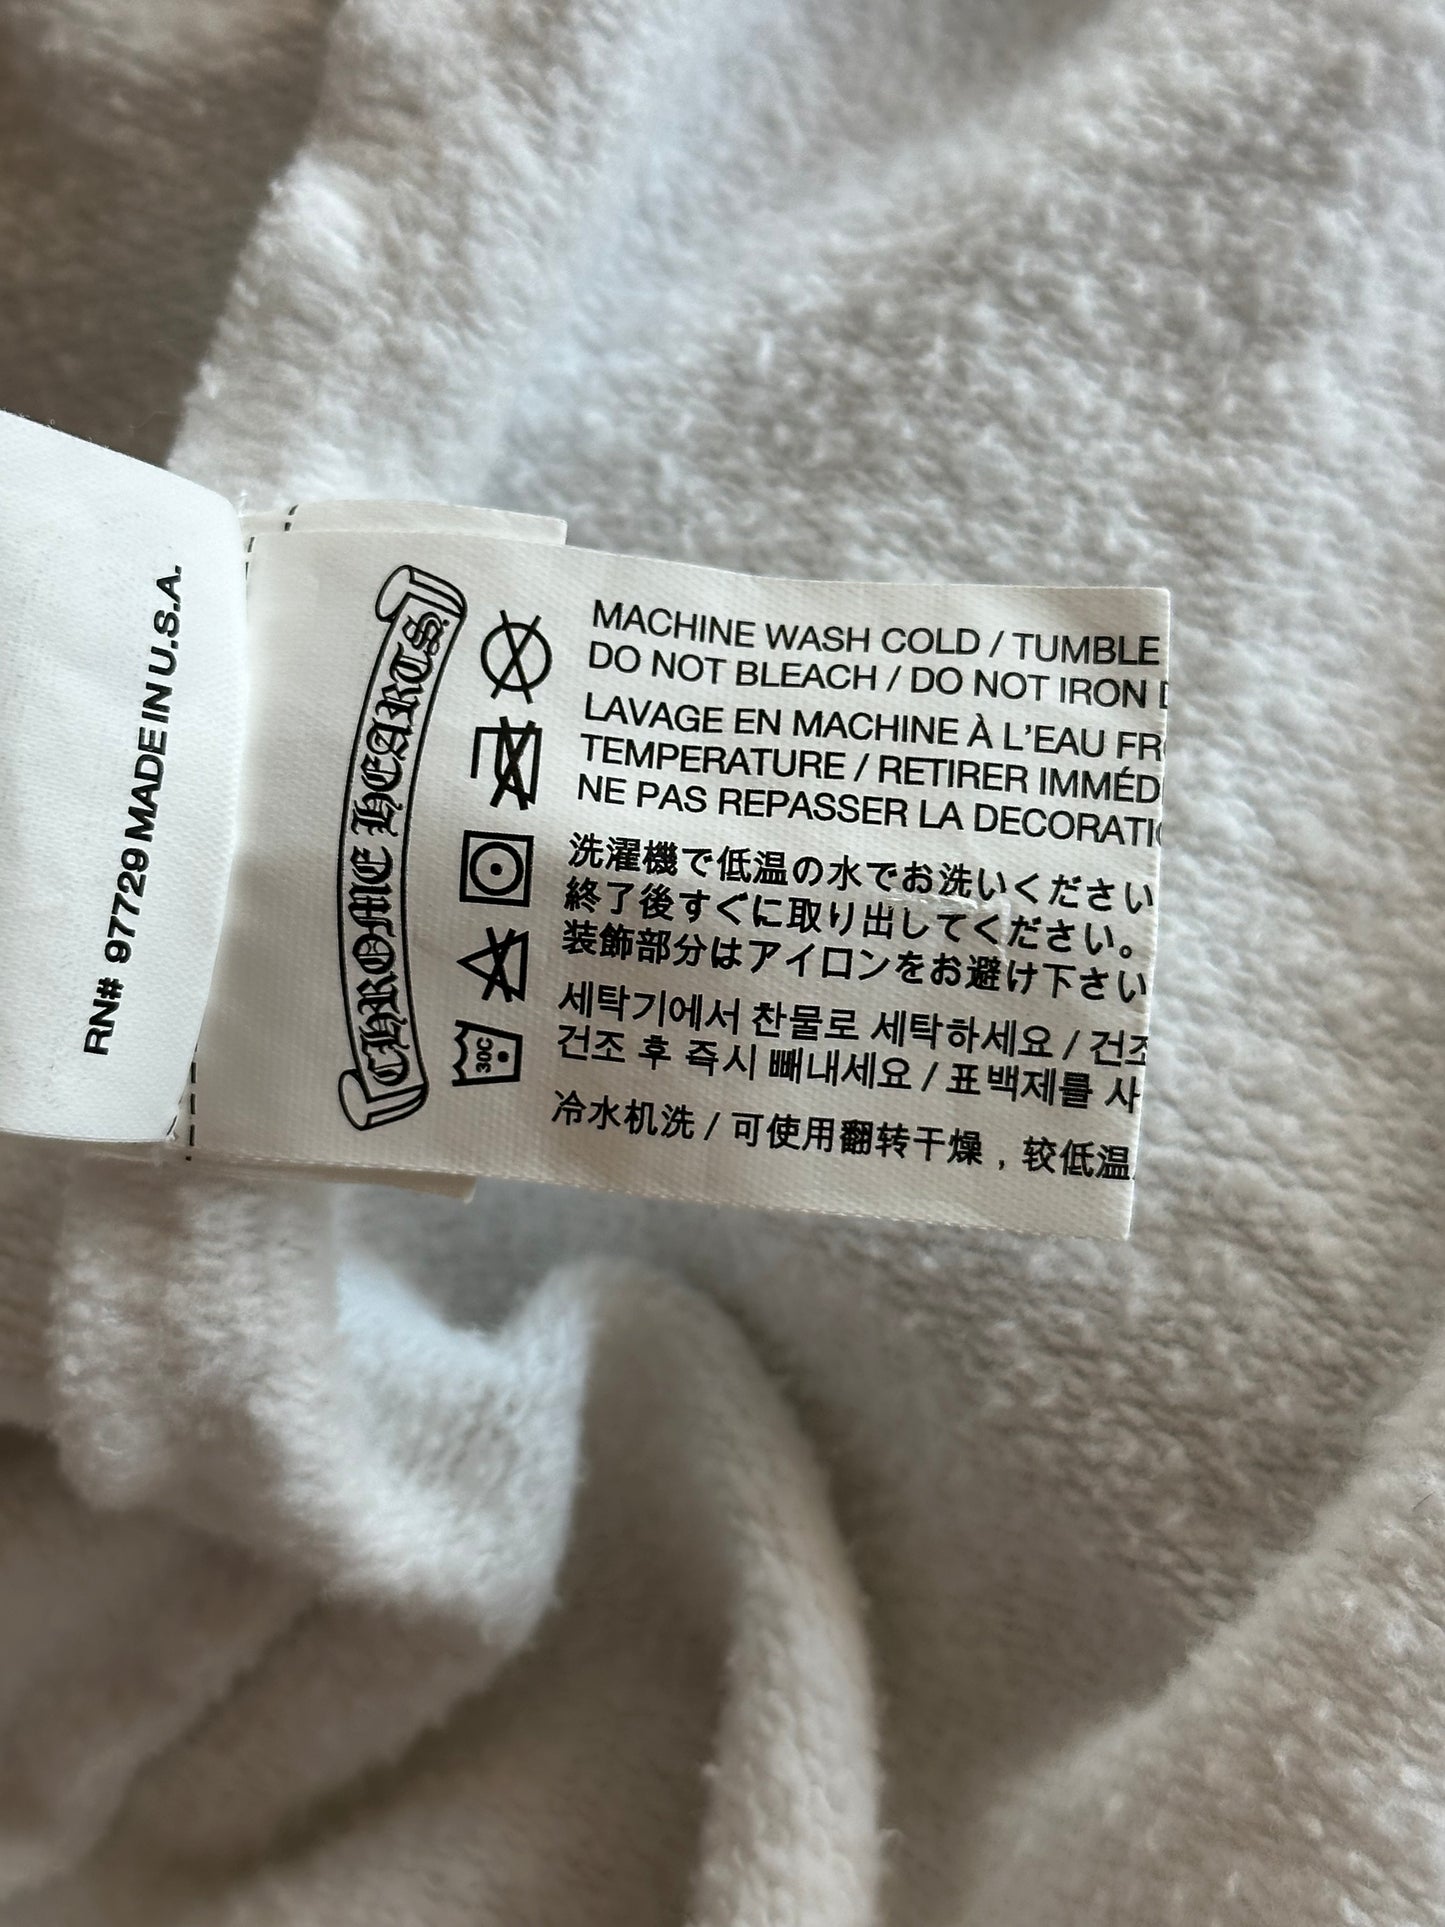 RN# 97729 MADE IN U.S.A.
CHROME HEARTS
30C
MACHINE WASH COLD / TUMBLE
DO NOT BLEACH / DO NOT IRON
LAVAGE EN MACHINE À L'EAU FR
TEMPERATURE / RETIRER IMMÉD
NE PAS REPASSER LA DECORATI
洗濯機で低温の水でお洗いください
終了後すぐに取り出してください。
装飾部分はアイロンをお避け下さい
세탁기에서 찬물로 세탁하세요 / 건조
건조 후 즉시 빼내세요 / 표백제를 사
冷水机洗 / 可使用翻转干燥，较低温